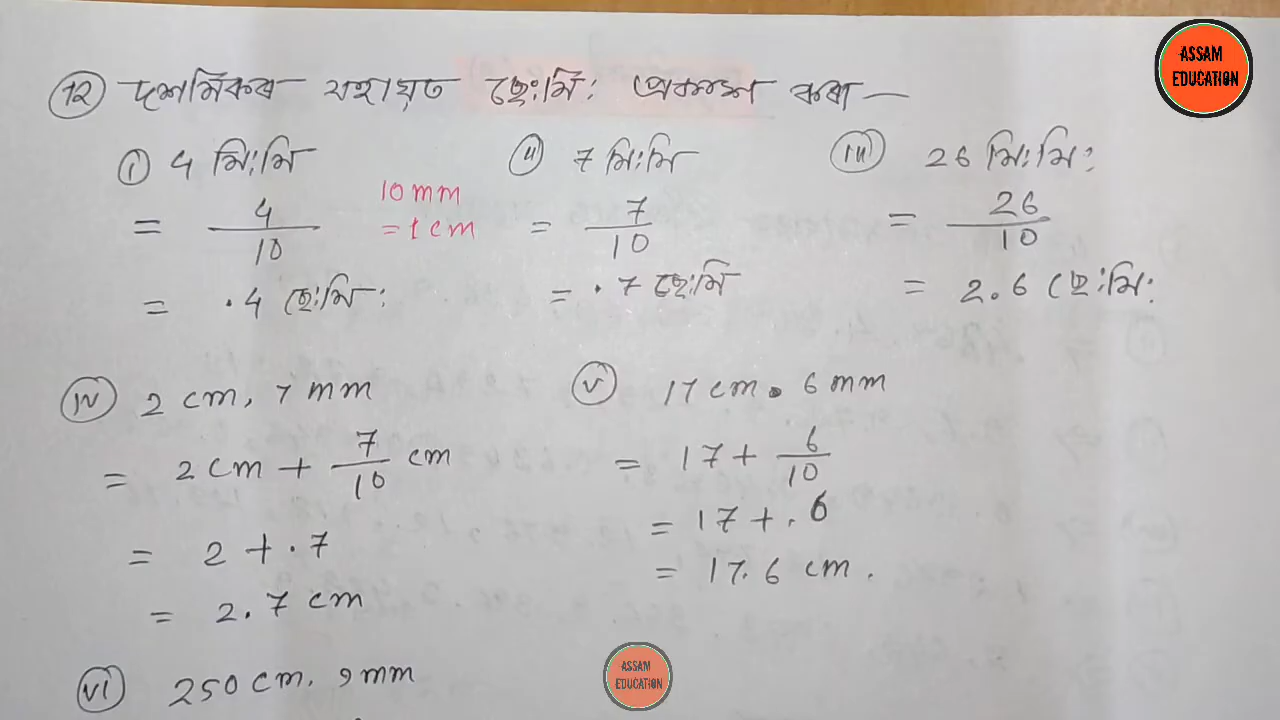 ASSAM
EDUCATION
12 দশমিকৰ সহায়ত ছেঃমিঃ প্ৰকাশ কৰা —
i 4 মিঃমি
= 4/10
= .4 ছেঃমিঃ
10 mm
= 1 cm
ii 7 মিঃমি
= 7/10
= .7 ছেঃমি
iii 26 মিঃমিঃ
= 26/10
= 2.6 ছেঃমিঃ
iv 2 cm, 7 mm
= 2 cm + 7/10 cm
= 2 + .7
= 2.7 cm
v 17 cm. 6 mm
= 17 + 6/10
= 17 + .6
= 17.6 cm.
vi 250 cm, 9 mm
ASSAM
EDUCATION